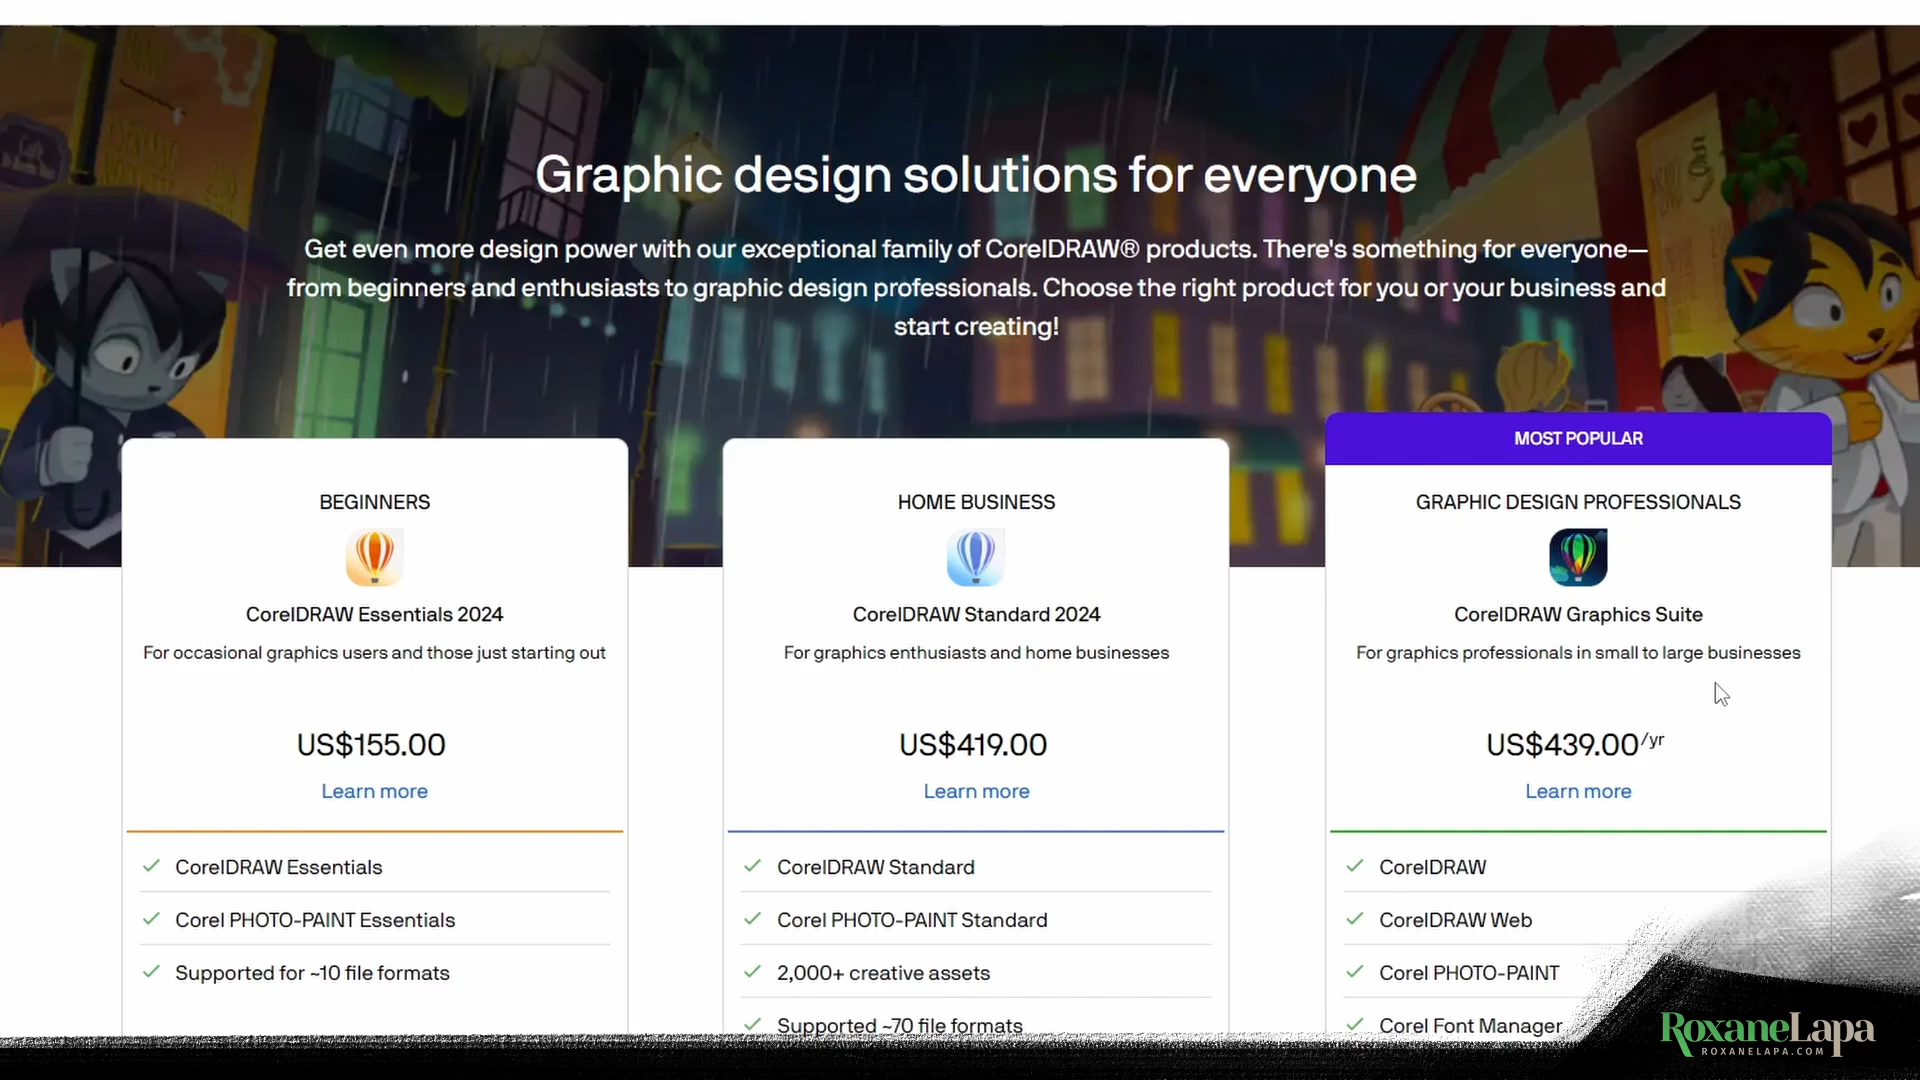 Graphic design solutions for everyone
Get even more design power with our exceptional family of CorelDRAW® products. There's something for everyone—
from beginners and enthusiasts to graphic design professionals. Choose the right product for you or your business and
start creating!
MOST POPULAR
BEGINNERS
CorelDRAW Essentials 2024
For occasional graphics users and those just starting out
US$155.00
Learn more
CorelDRAW Essentials
Corel PHOTO-PAINT Essentials
Supported for ~10 file formats
HOME BUSINESS
CorelDRAW Standard 2024
For graphics enthusiasts and home businesses
US$419.00
Learn more
CorelDRAW Standard
Corel PHOTO-PAINT Standard
2,000+ creative assets
Supported ~70 file formats
GRAPHIC DESIGN PROFESSIONALS
CorelDRAW Graphics Suite
For graphics professionals in small to large businesses
US$439.00/yr
Learn more
CorelDRAW
CorelDRAW Web
Corel PHOTO-PAINT
Corel Font Manager
RoxaneLapa
ROXANELAPA.COM